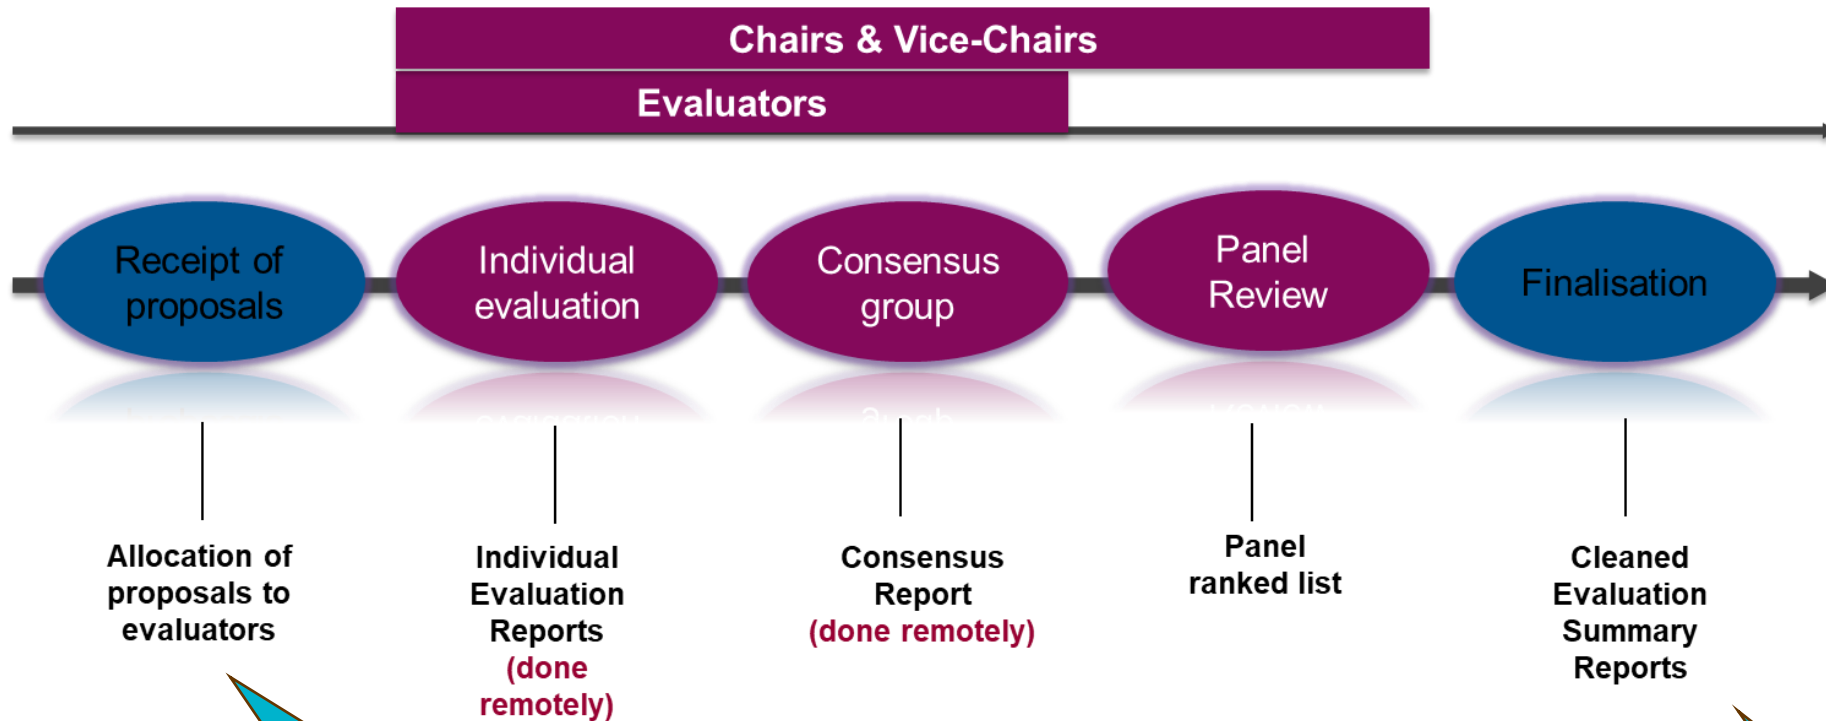 Chairs & Vice-Chairs
Evaluators
Receipt of
proposals
Individual
evaluation
Consensus
group
Panel
Review
Finalisation
Allocation of
proposals to
evaluators
Individual
Evaluation
Reports
(done
remotely)
Consensus
Report
(done remotely)
Panel
ranked list
Cleaned
Evaluation
Summary
Reports